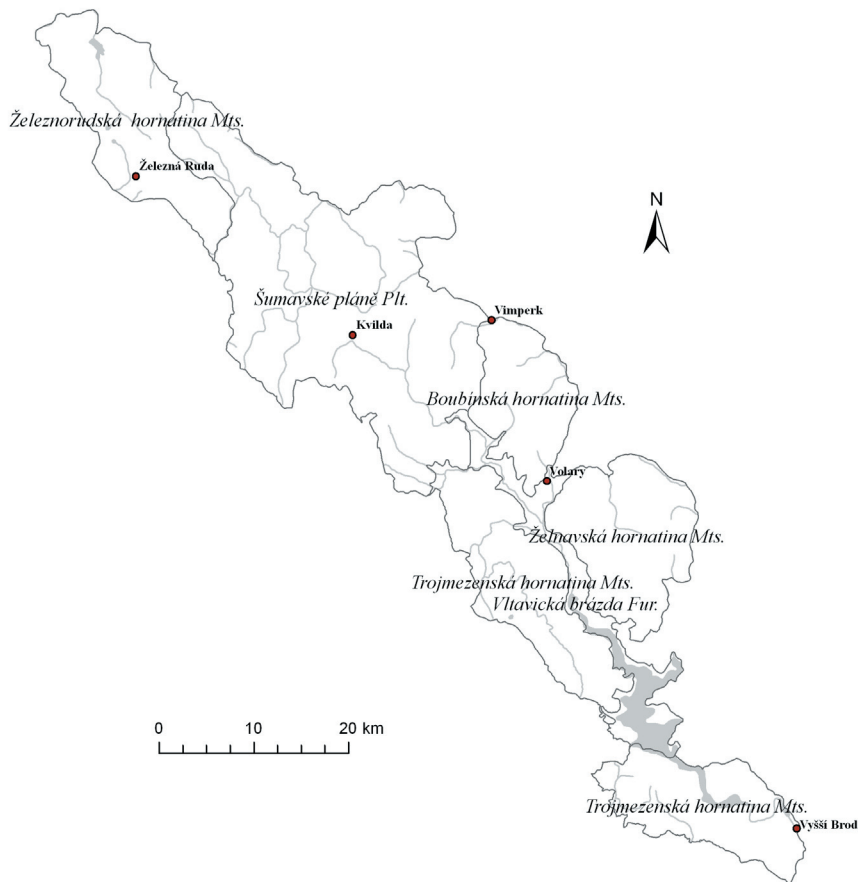 Železnorudská hornatina Mts.
Železná Ruda
N
Šumavské pláně Plt.
Vimperk
Kvilda
Boubínská hornatina Mts.
Volary
Želnavská hornatina Mts.
Trojmezenská hornatina Mts.
Vltavická brázda Fur.
0 10 20 km
Trojmezenská hornatina Mts.
Vyšší Brod